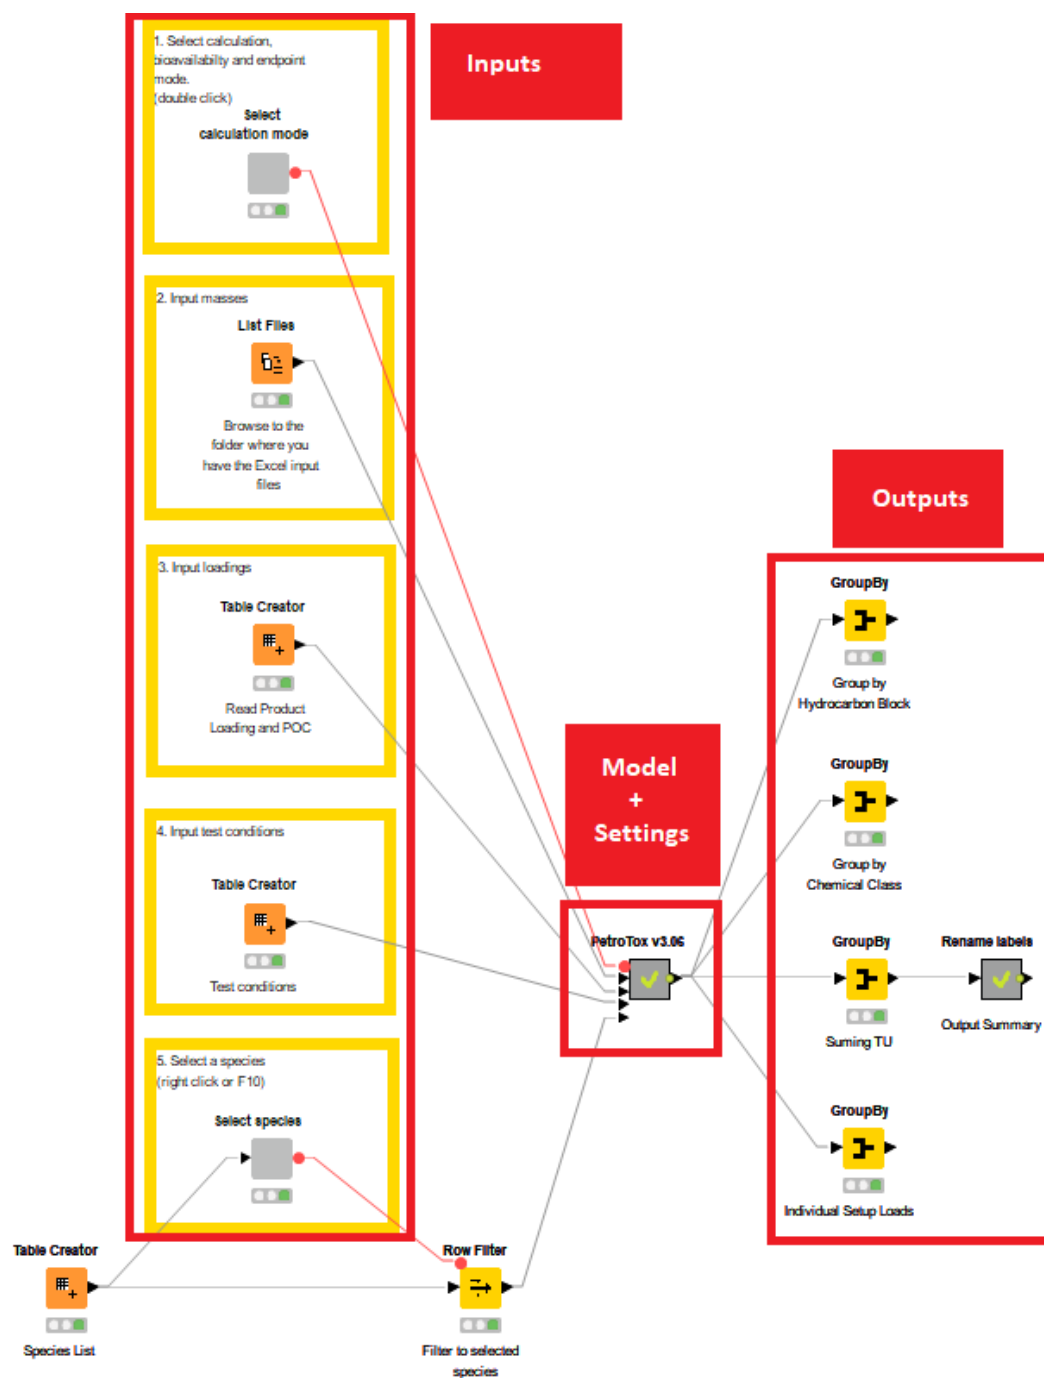 Inputs
1. Select calculation,
bioavailabilty and endpoint
mode.
(double click)
Select
calculation mode
2. Input masses
List Files
Browse to the
folder where you
have the Excel input
files
3. Input loadings
Table Creator
Read Product
Loading and POC
4. Input test conditions
Table Creator
Test conditions
5. Select a species
(right click or F10)
Select species
Table Creator
Species List
Row Filter
Filter to selected
species
Model
+
Settings
PetroTox v3.06
Outputs
GroupBy
Group by
Hydrocarbon Block
GroupBy
Group by
Chemical Class
GroupBy
Suming TU
Rename labels
Output Summary
GroupBy
Individual Setup Loads